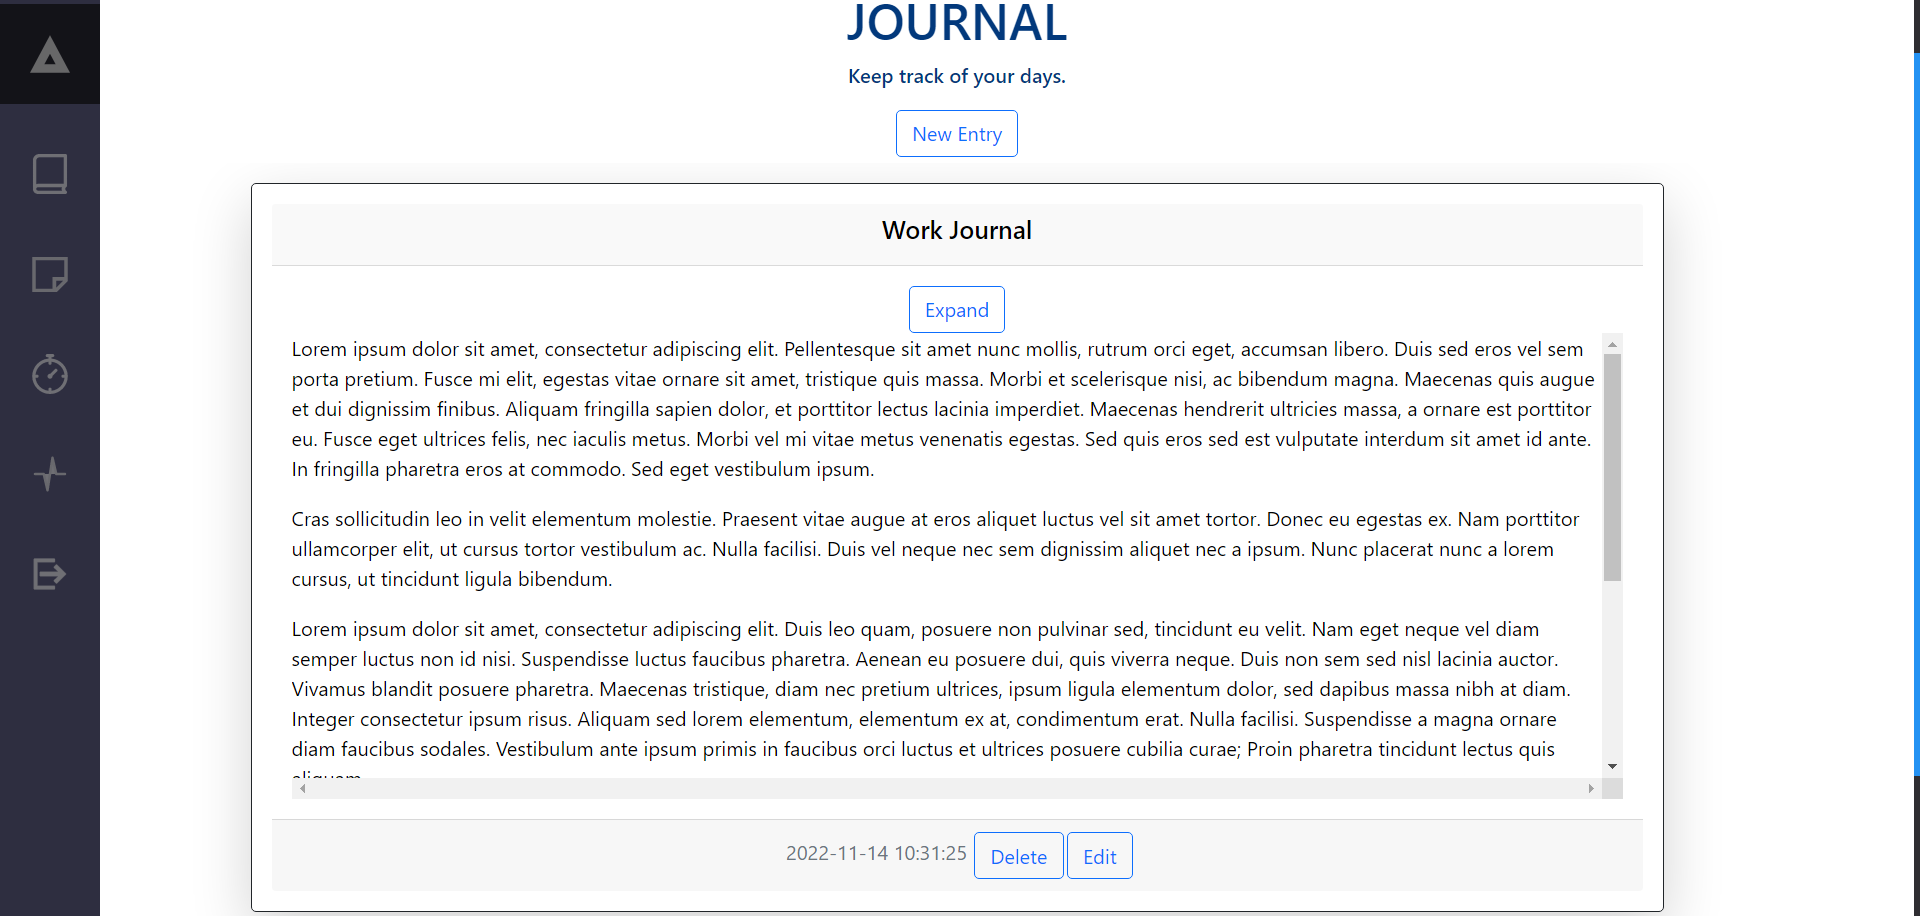 JOURNAL
Keep track of your days.
New Entry
Work Journal
Expand
Lorem ipsum dolor sit amet, consectetur adipiscing elit. Pellentesque sit amet nunc mollis, rutrum orci eget, accumsan libero. Duis sed eros vel sem
porta pretium. Fusce mi elit, egestas vitae ornare sit amet, tristique quis massa. Morbi et scelerisque nisi, ac bibendum magna. Maecenas quis augue
et dui dignissim finibus. Aliquam fringilla sapien dolor, et porttitor lectus lacinia imperdiet. Maecenas hendrerit ultricies massa, a ornare est porttitor
eu. Fusce eget ultrices felis, nec iaculis metus. Morbi vel mi vitae metus venenatis egestas. Sed quis eros sed est vulputate interdum sit amet id ante.
In fringilla pharetra eros at commodo. Sed eget vestibulum ipsum.
Cras sollicitudin leo in velit elementum molestie. Praesent vitae augue at eros aliquet luctus vel sit amet tortor. Donec eu egestas ex. Nam porttitor
ullamcorper elit, ut cursus tortor vestibulum ac. Nulla facilisi. Duis vel neque nec sem dignissim aliquet nec a ipsum. Nunc placerat nunc a lorem
cursus, ut tincidunt ligula bibendum.
Lorem ipsum dolor sit amet, consectetur adipiscing elit. Duis leo quam, posuere non pulvinar sed, tincidunt eu velit. Nam eget neque vel diam
semper luctus non id nisi. Suspendisse luctus faucibus pharetra. Aenean eu posuere dui, quis viverra neque. Duis non sem sed nisl lacinia auctor.
Vivamus blandit posuere pharetra. Maecenas tristique, diam nec pretium ultrices, ipsum ligula elementum dolor, sed dapibus massa nibh at diam.
Integer consectetur ipsum risus. Aliquam sed lorem elementum, elementum ex at, condimentum erat. Nulla facilisi. Suspendisse a magna ornare
diam faucibus sodales. Vestibulum ante ipsum primis in faucibus orci luctus et ultrices posuere cubilia curae; Proin pharetra tincidunt lectus quis
2022-11-14 10:31:25 Delete Edit